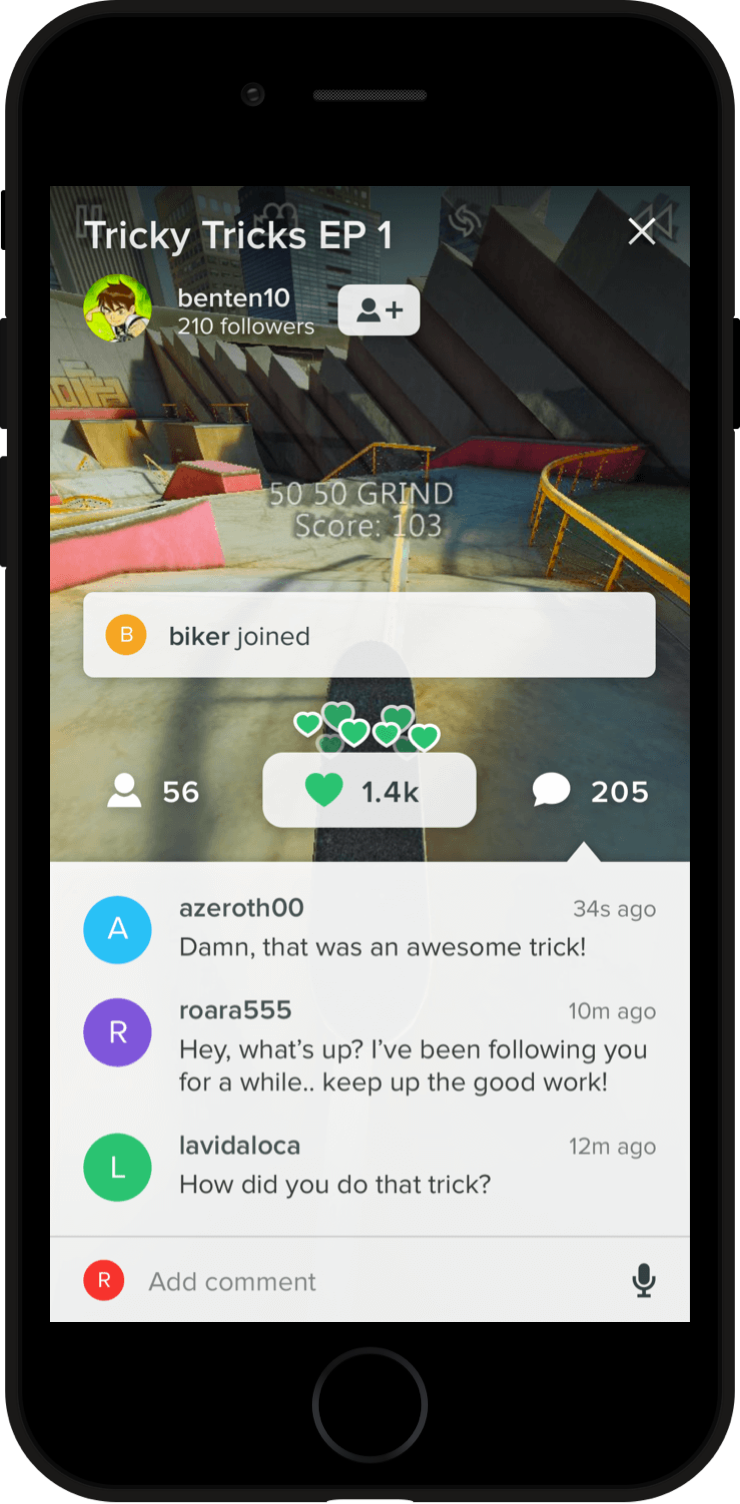 Tricky Tricks EP 1
benten10
210 followers
50 50 GRIND
Score: 103
B
biker joined
56
1.4k
205
A
azeroth00
34s ago
Damn, that was an awesome trick!
R
roara555
10m ago
Hey, what’s up? I’ve been following you
for a while.. keep up the good work!
L
lavidaloca
12m ago
How did you do that trick?
R
Add comment